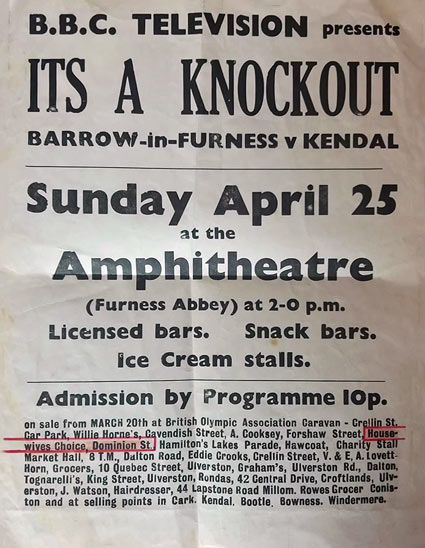 B.B.C. TELEVISION presents
ITS A KNOCKOUT
BARROW-in-FURNESS v KENDAL
Sunday April 25
at the
Amphitheatre
(Furness Abbey) at 2-0 p.m.
Licensed bars. Snack bars.
Ice Cream stalls.
Admission by Programme 10p.
on sale from MARCH 20th at British Olympic Association Caravan - Crellin St.
Car Park, Willie Horne's, Cavendish Street, A. Cooksey, Forshaw Street, House-
wives Choice, Dominion St. Hamilton's Lakes Parade, Hawcoat, Charity Stall
Market Hall, 8 T.M., Dalton Road, Eddie Crooks, Crellin Street, V. & E.A. Lovett-
Horn, Grocers, 10 Quebec Street, Ulverston, Graham's, Ulverston Rd., Dalton,
Tognarelli's, King Street, Ulverston, Rundas, 42 Central Drive, Croftlands, Ulv-
erston, J. Watson, Hairdresser, 44 Lapstone Road Millom. Rowes Grocer Conis-
ton and at selling points in Cark. Kendal. Bootle. Bowness. Windermere.